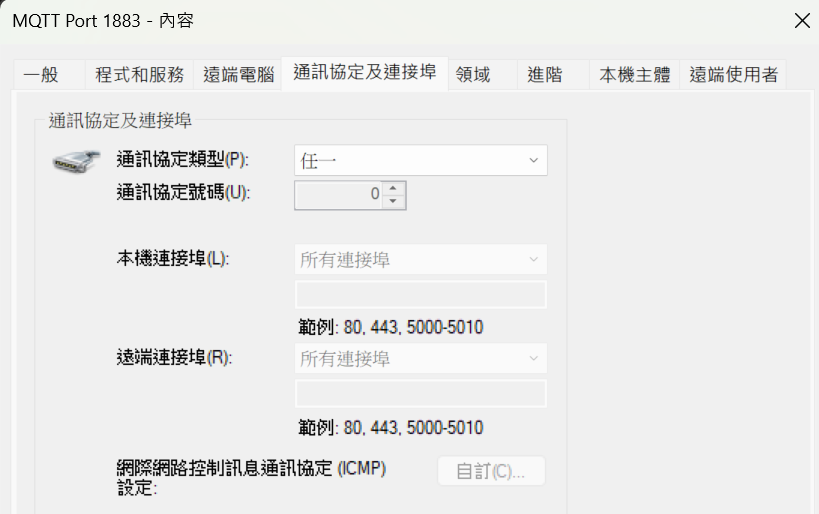 MQTT Port 1883 - 內容
一般 程式和服務 遠端電腦 通訊協定及連接埠 領域 進階 本機主體 遠端使用者
通訊協定及連接埠
通訊協定類型(P): 任一
通訊協定號碼(U): 0
本機連接埠(L): 所有連接埠
範例: 80, 443, 5000-5010
遠端連接埠(R): 所有連接埠
範例: 80, 443, 5000-5010
網際網路控制訊息通訊協定 (ICMP) 自訂(C)...
設定: